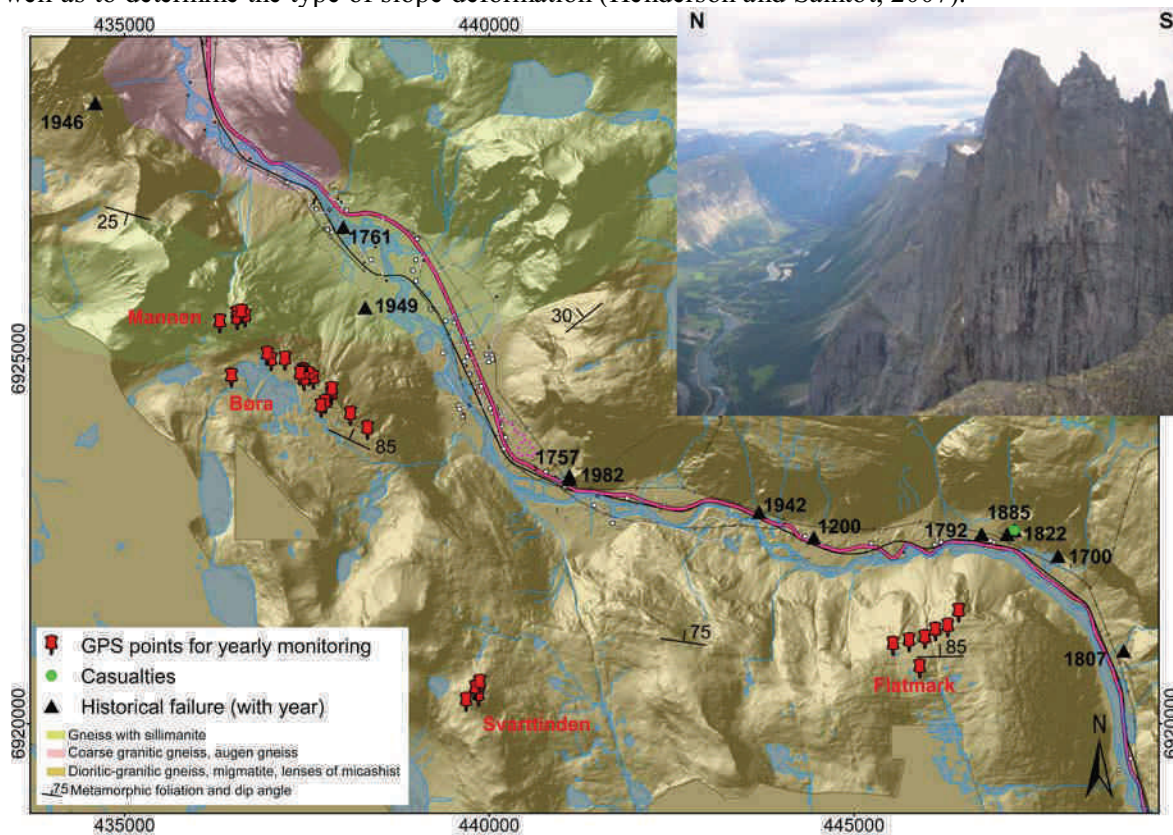 well as to determine the type of slope deformation (Henderson and Saintot, 2007).
435000
440000
N
S
1946
25
1761
1949
Mannen
30
6925000
Børa
85
1757
1982
1942
1200
1885
1792
1822
1700
75
85
1807
Flatmark
Svarttinden
6920000
6920000
GPS points for yearly monitoring
Casualties
Historical failure (with year)
Gneiss with sillimanite
Coarse granitic gneiss, augen gneiss
Dioritic-granitic gneiss, migmatite, lenses of micashist
75 Metamorphic foliation and dip angle
N
435000
440000
445000